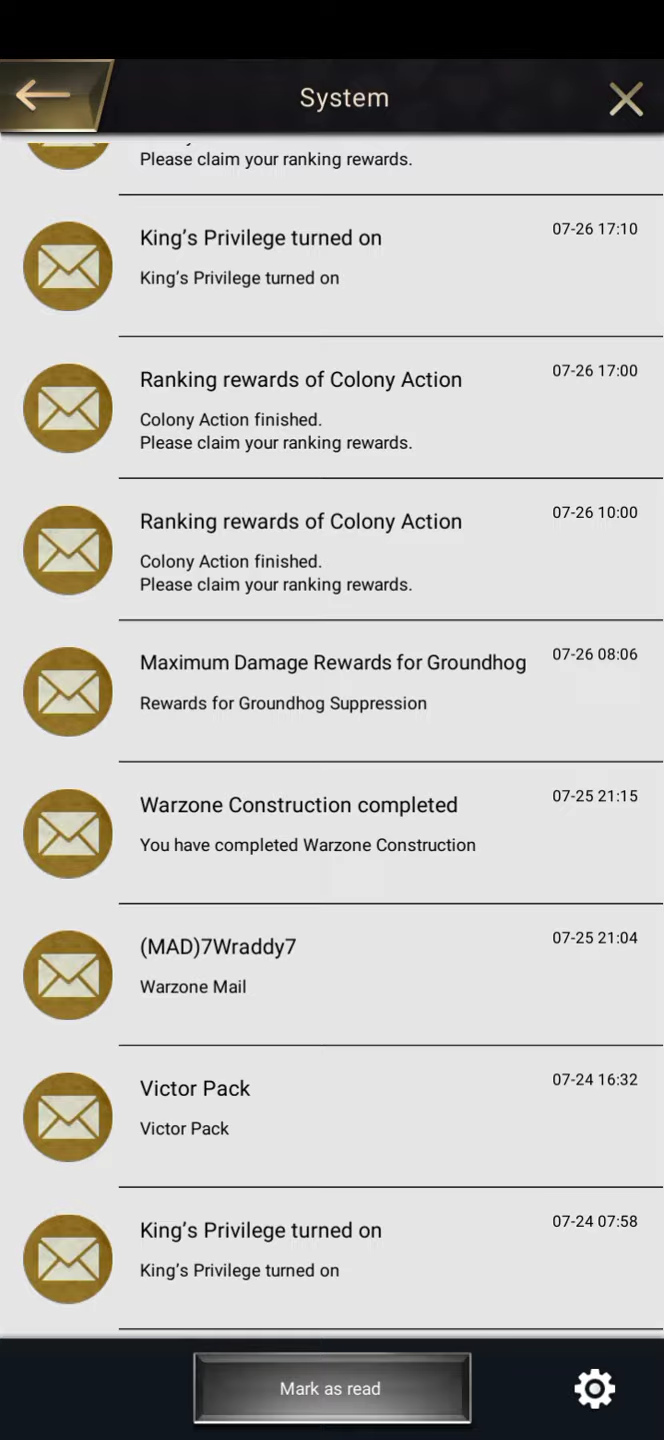 System
Please claim your ranking rewards.
King's Privilege turned on
07-26 17:10
King's Privilege turned on
Ranking rewards of Colony Action
07-26 17:00
Colony Action finished.
Please claim your ranking rewards.
Ranking rewards of Colony Action
07-26 10:00
Colony Action finished.
Please claim your ranking rewards.
Maximum Damage Rewards for Groundhog
07-26 08:06
Rewards for Groundhog Suppression
Warzone Construction completed
07-25 21:15
You have completed Warzone Construction
(MAD)7Wraddy7
07-25 21:04
Warzone Mail
Victor Pack
07-24 16:32
Victor Pack
King's Privilege turned on
07-24 07:58
King's Privilege turned on
Mark as read